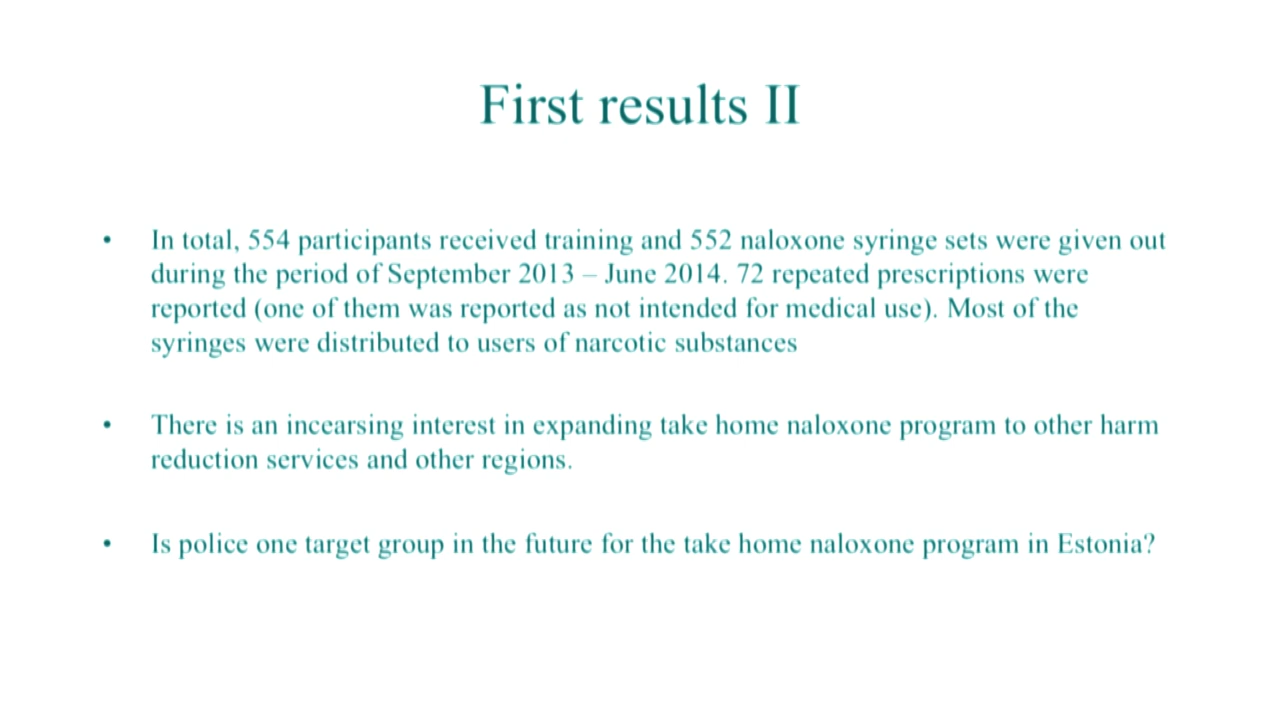 First results II
• In total, 554 participants received training and 552 naloxone syringe sets were given out
during the period of September 2013 – June 2014. 72 repeated prescriptions were
reported (one of them was reported as not intended for medical use). Most of the
syringes were distributed to users of narcotic substances
• There is an incearsing interest in expanding take home naloxone program to other harm
reduction services and other regions.
• Is police one target group in the future for the take home naloxone program in Estonia?